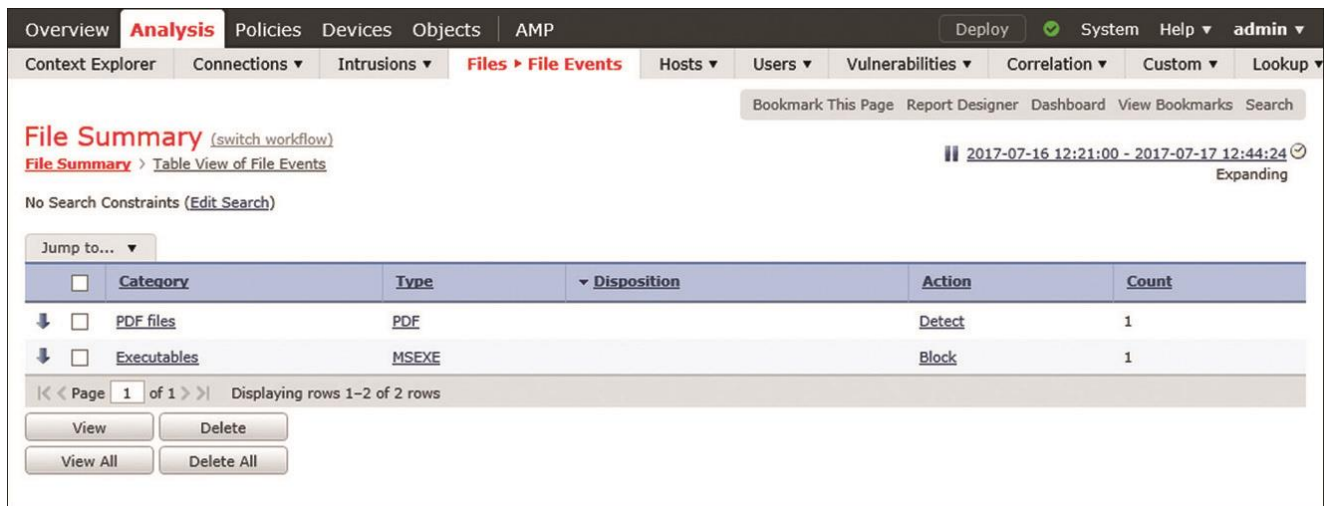 Overview Analysis Policies Devices Objects AMP Deploy System Help ▾ admin ▾
Context Explorer Connections ▾ Intrusions ▾ Files ▸ File Events Hosts ▾ Users ▾ Vulnerabilities ▾ Correlation ▾ Custom ▾ Lookup ▾
Bookmark This Page Report Designer Dashboard View Bookmarks Search
File Summary (switch workflow)
2017-07-16 12:21:00 - 2017-07-17 12:44:24
File Summary > Table View of File Events
Expanding
No Search Constraints (Edit Search)
Jump to... ▾
Category Type ▾ Disposition Action Count
PDF files PDF Detect 1
Executables MSEXE Block 1
|< < Page 1 of 1 > >| Displaying rows 1–2 of 2 rows
View Delete
View All Delete All